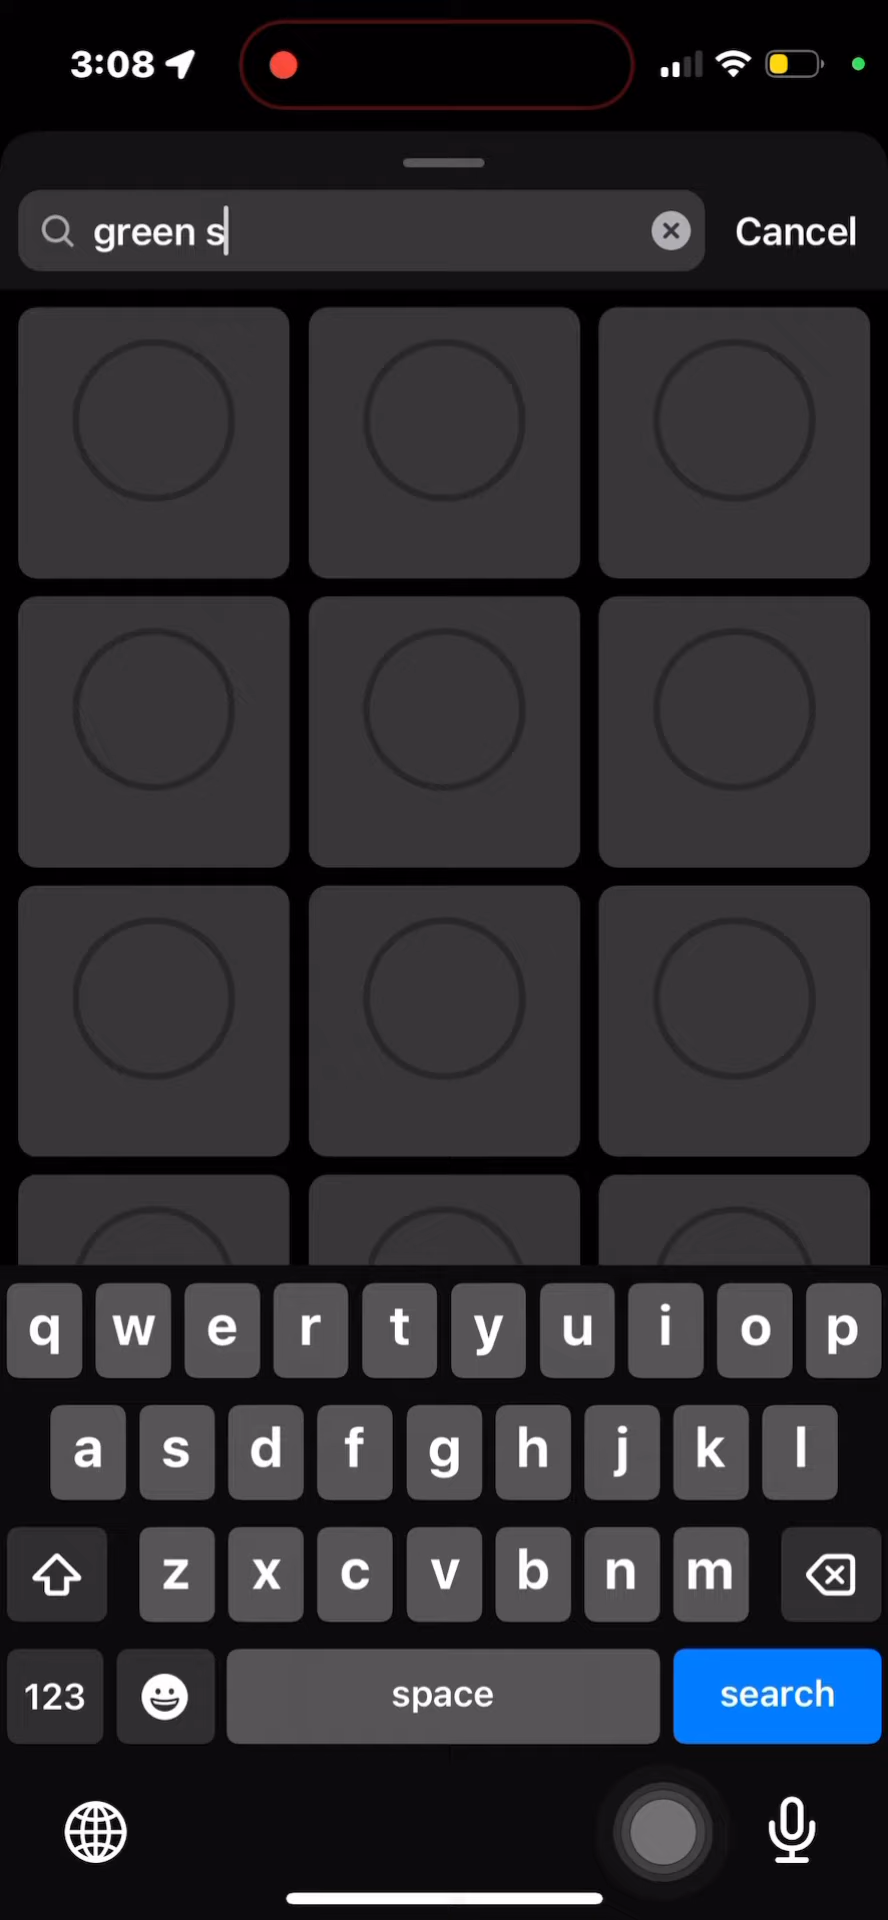 3:08
green s
Cancel
q w e r t y u i o p
a s d f g h j k l
z x c v b n m
123 space search